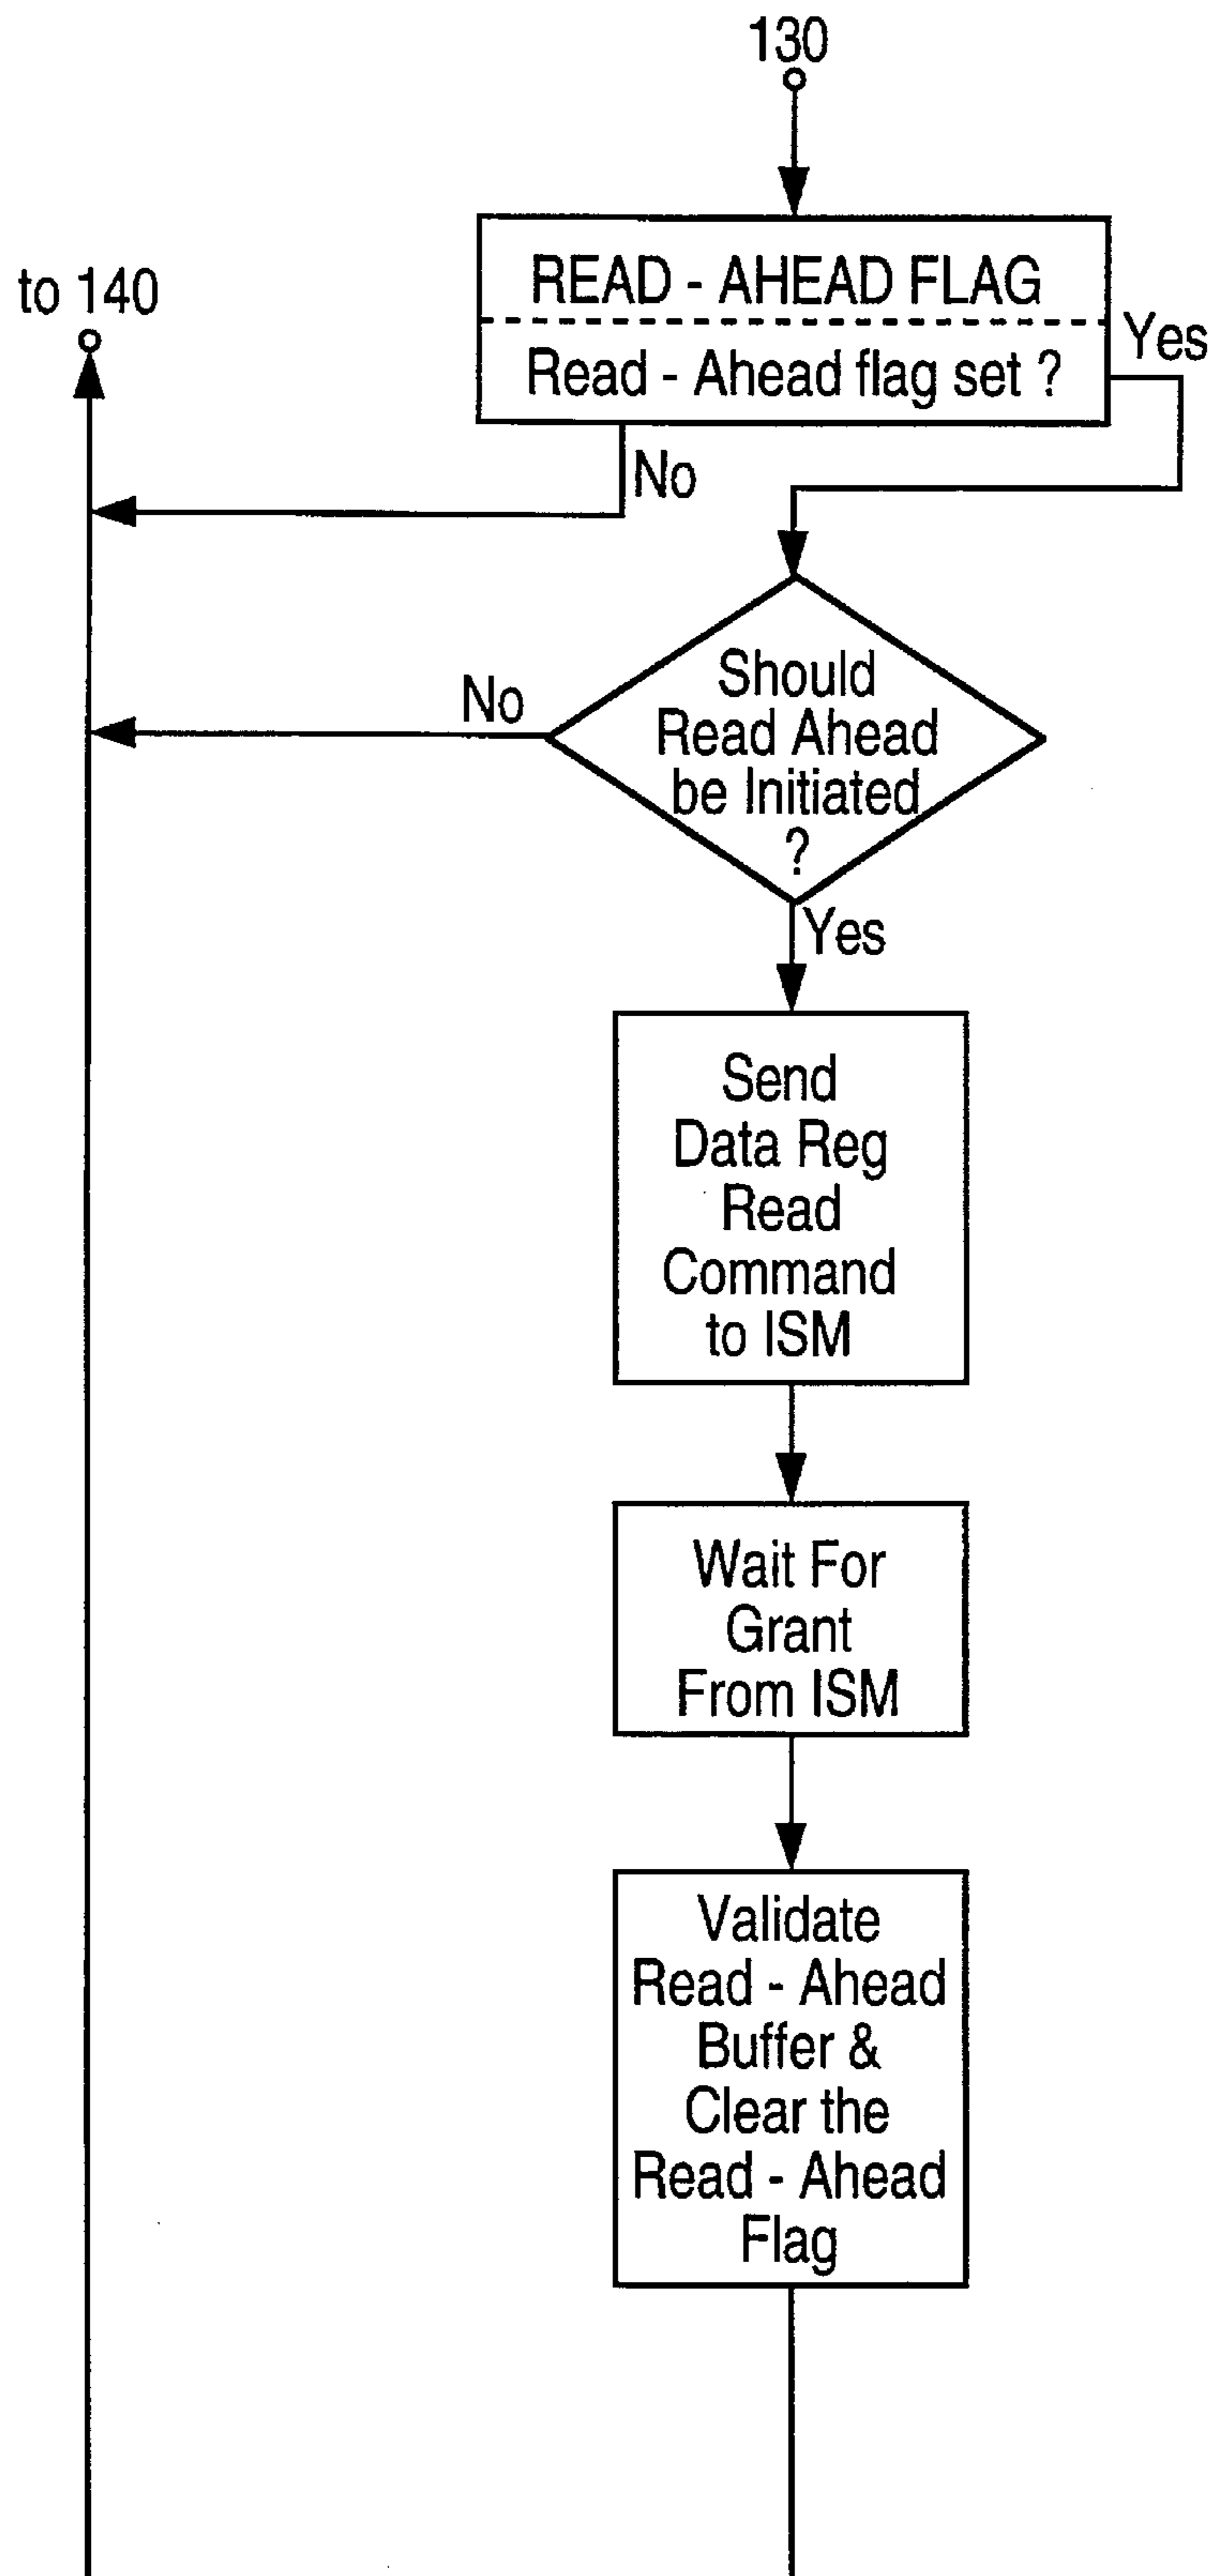 130
to 140
READ - AHEAD FLAG
Read - Ahead flag set ?
Yes
No
Should
Read Ahead
be Initiated
?
No
Yes
Send
Data Reg
Read
Command
to ISM
Wait For
Grant
From ISM
Validate
Read - Ahead
Buffer &
Clear the
Read - Ahead
Flag